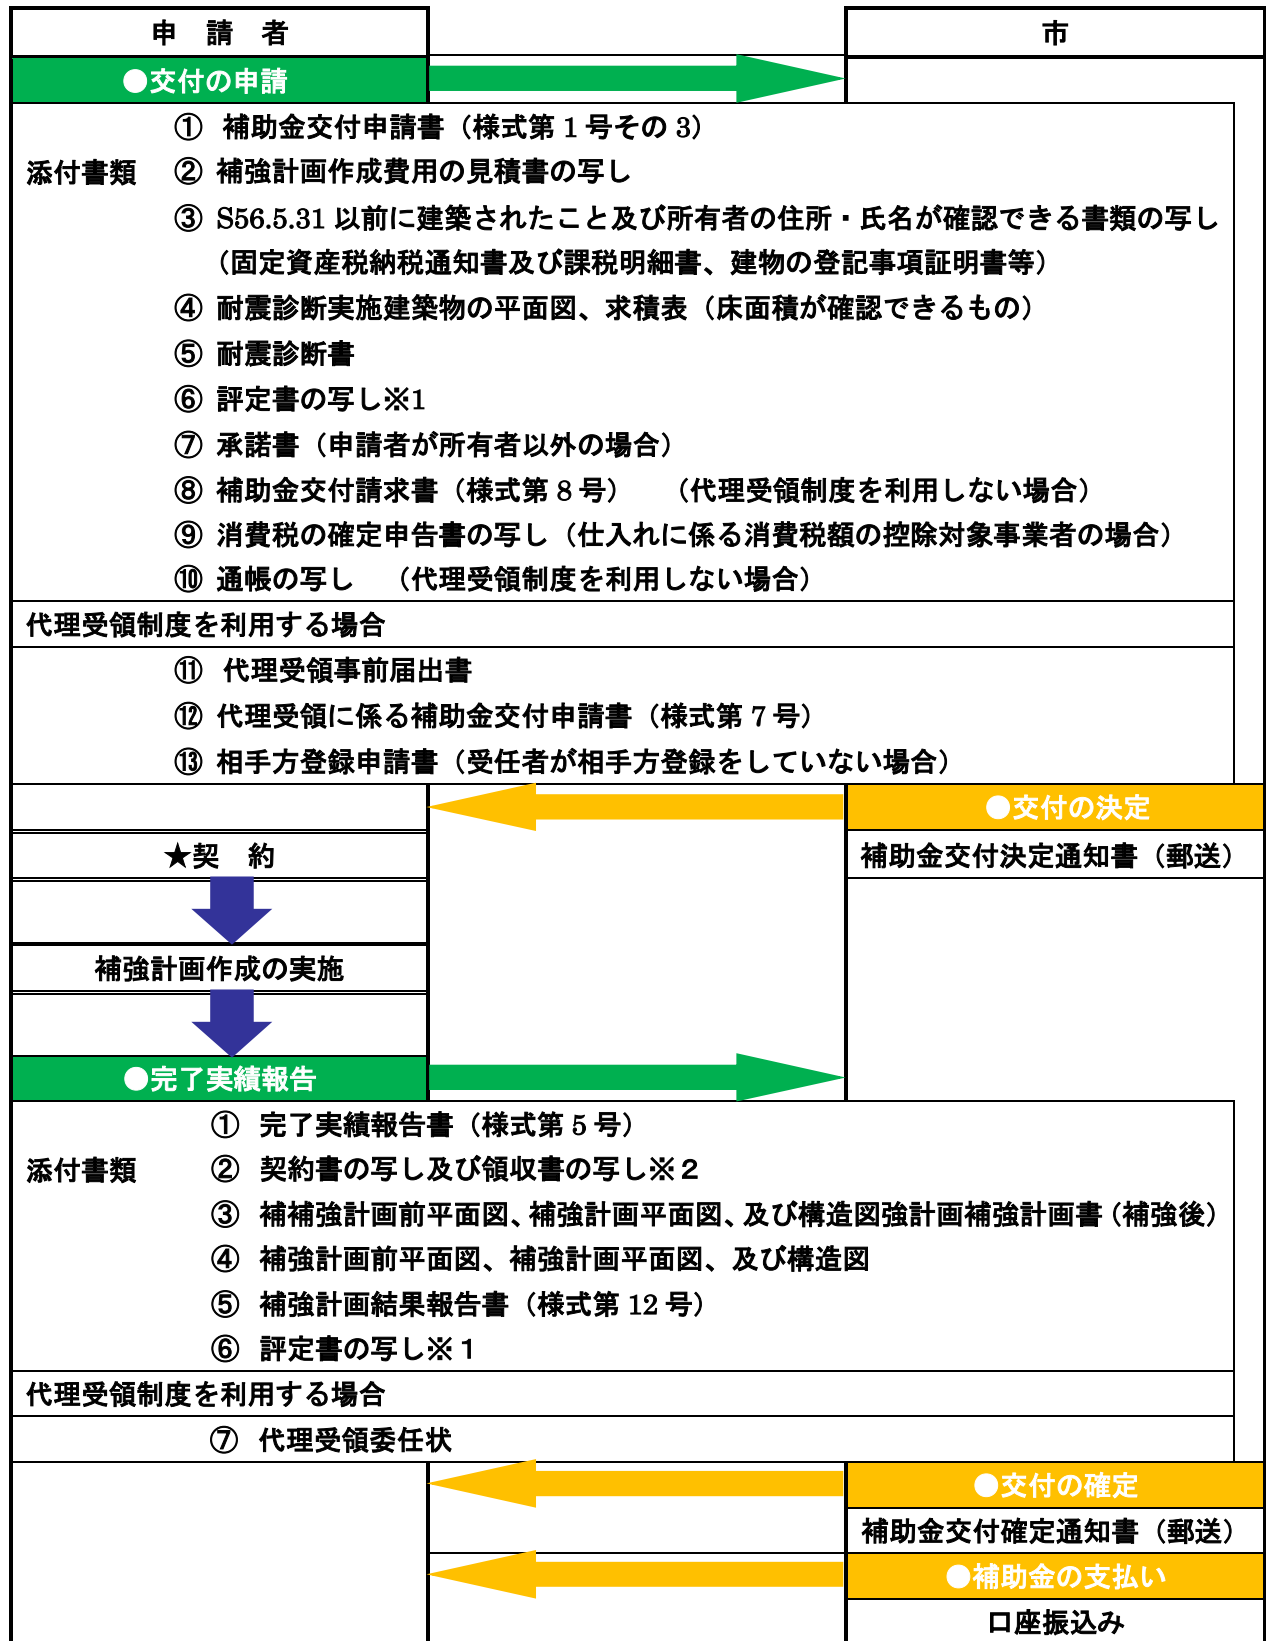 申　請　者
市
●交付の申請
① 補助金交付申請書（様式第 1 号その 3）
添付書類
② 補強計画作成費用の見積書の写し
③ S56.5.31 以前に建築されたこと及び所有者の住所・氏名が確認できる書類の写し
（固定資産税納税通知書及び課税明細書、建物の登記事項証明書等）
④ 耐震診断実施建築物の平面図、求積表（床面積が確認できるもの）
⑤ 耐震診断書
⑥ 評定書の写し※1
⑦ 承諾書（申請者が所有者以外の場合）
⑧ 補助金交付請求書（様式第 8 号）　（代理受領制度を利用しない場合）
⑨ 消費税の確定申告書の写し（仕入れに係る消費税額の控除対象事業者の場合）
⑩ 通帳の写し　（代理受領制度を利用しない場合）
代理受領制度を利用する場合
⑪ 代理受領事前届出書
⑫ 代理受領に係る補助金交付申請書（様式第 7 号）
⑬ 相手方登録申請書（受任者が相手方登録をしていない場合）
●交付の決定
★契　約
補助金交付決定通知書（郵送）
補強計画作成の実施
●完了実績報告
① 完了実績報告書（様式第 5 号）
添付書類
② 契約書の写し及び領収書の写し※２
③ 補補強計画前平面図、補強計画平面図、及び構造図強計画補強計画書（補強後）
④ 補強計画前平面図、補強計画平面図、及び構造図
⑤ 補強計画結果報告書（様式第 12 号）
⑥ 評定書の写し※１
代理受領制度を利用する場合
⑦ 代理受領委任状
●交付の確定
補助金交付確定通知書（郵送）
●補助金の支払い
口座振込み